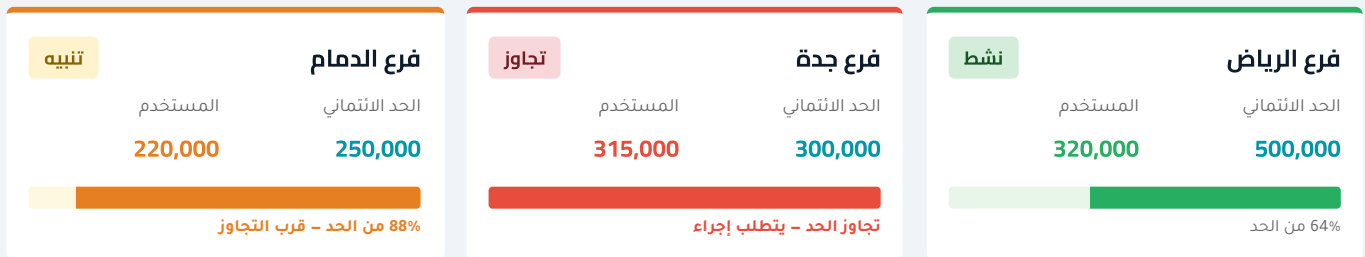 فرع الرياض
نشط
الحد الائتماني
المستخدم
500,000
320,000
64% من الحد
فرع جدة
تجاوز
الحد الائتماني
المستخدم
300,000
315,000
تجاوز الحد – يتطلب إجراء
فرع الدمام
تنبيه
الحد الائتماني
المستخدم
250,000
220,000
88% من الحد – قرب التجاوز